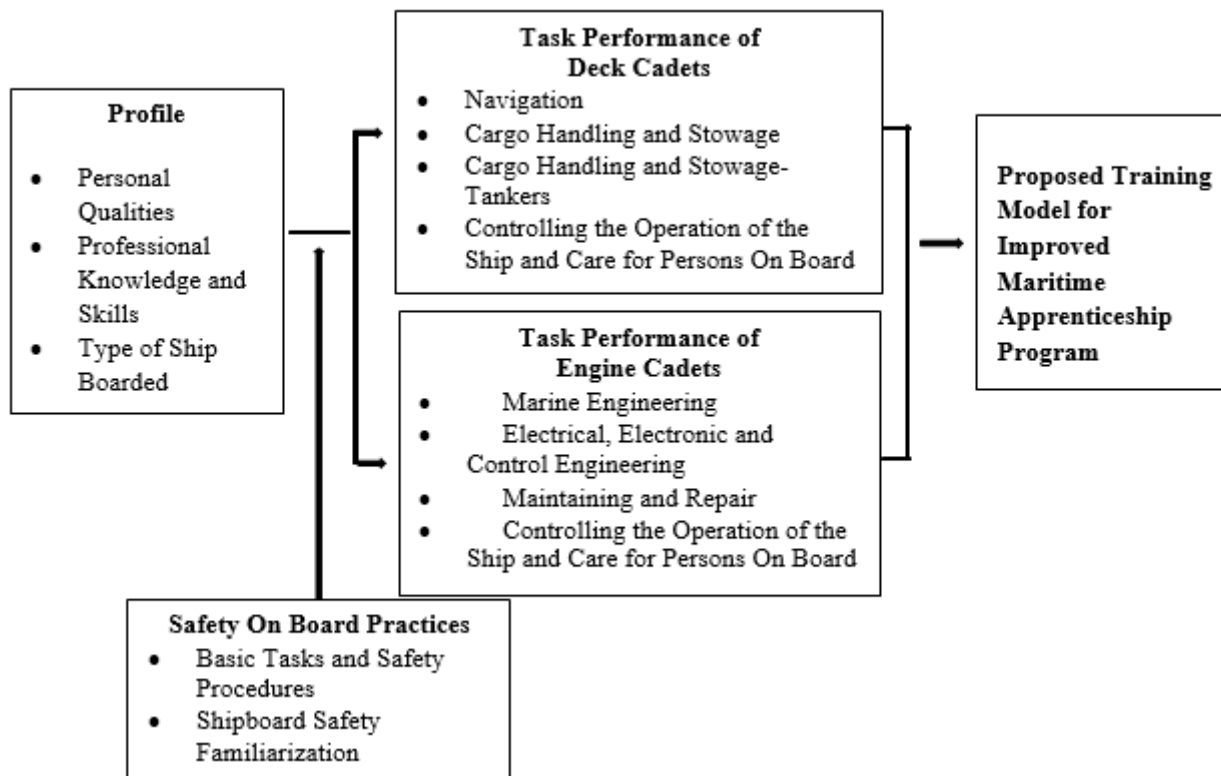 Profile
● Personal
Qualities
● Professional
Knowledge and
Skills
● Type of Ship
Boarded
Task Performance of
Deck Cadets
● Navigation
● Cargo Handling and Stowage
● Cargo Handling and Stowage-
Tankers
● Controlling the Operation of the
Ship and Care for Persons On Board
Task Performance of
Engine Cadets
● Marine Engineering
● Electrical, Electronic and
Control Engineering
● Maintaining and Repair
● Controlling the Operation of the
Ship and Care for Persons On Board
Safety On Board Practices
● Basic Tasks and Safety
Procedures
● Shipboard Safety
Familiarization
Proposed Training
Model for
Improved
Maritime
Apprenticeship
Program